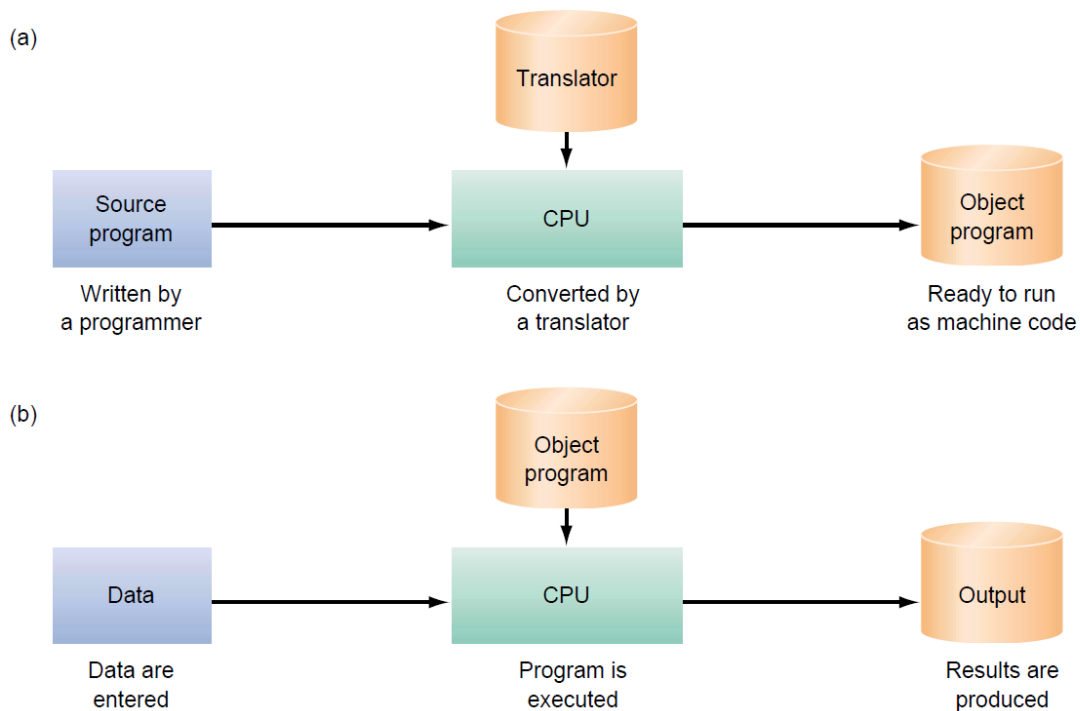 (a)
Translator
Source
program
CPU
Object
program
Written by
a programmer
Converted by
a translator
Ready to run
as machine code
(b)
Object
program
Data
CPU
Output
Data are
entered
Program is
executed
Results are
produced